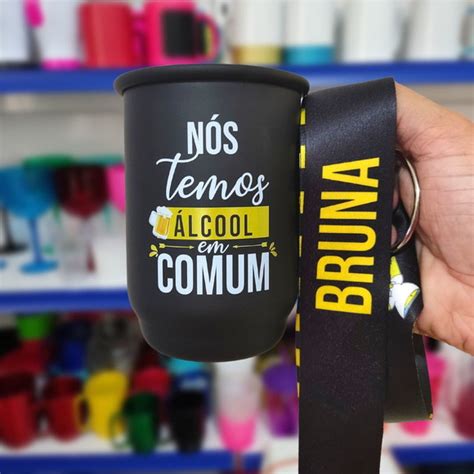 NÓS
temos
ÁLCOOL
em
COMUM
BRUNA